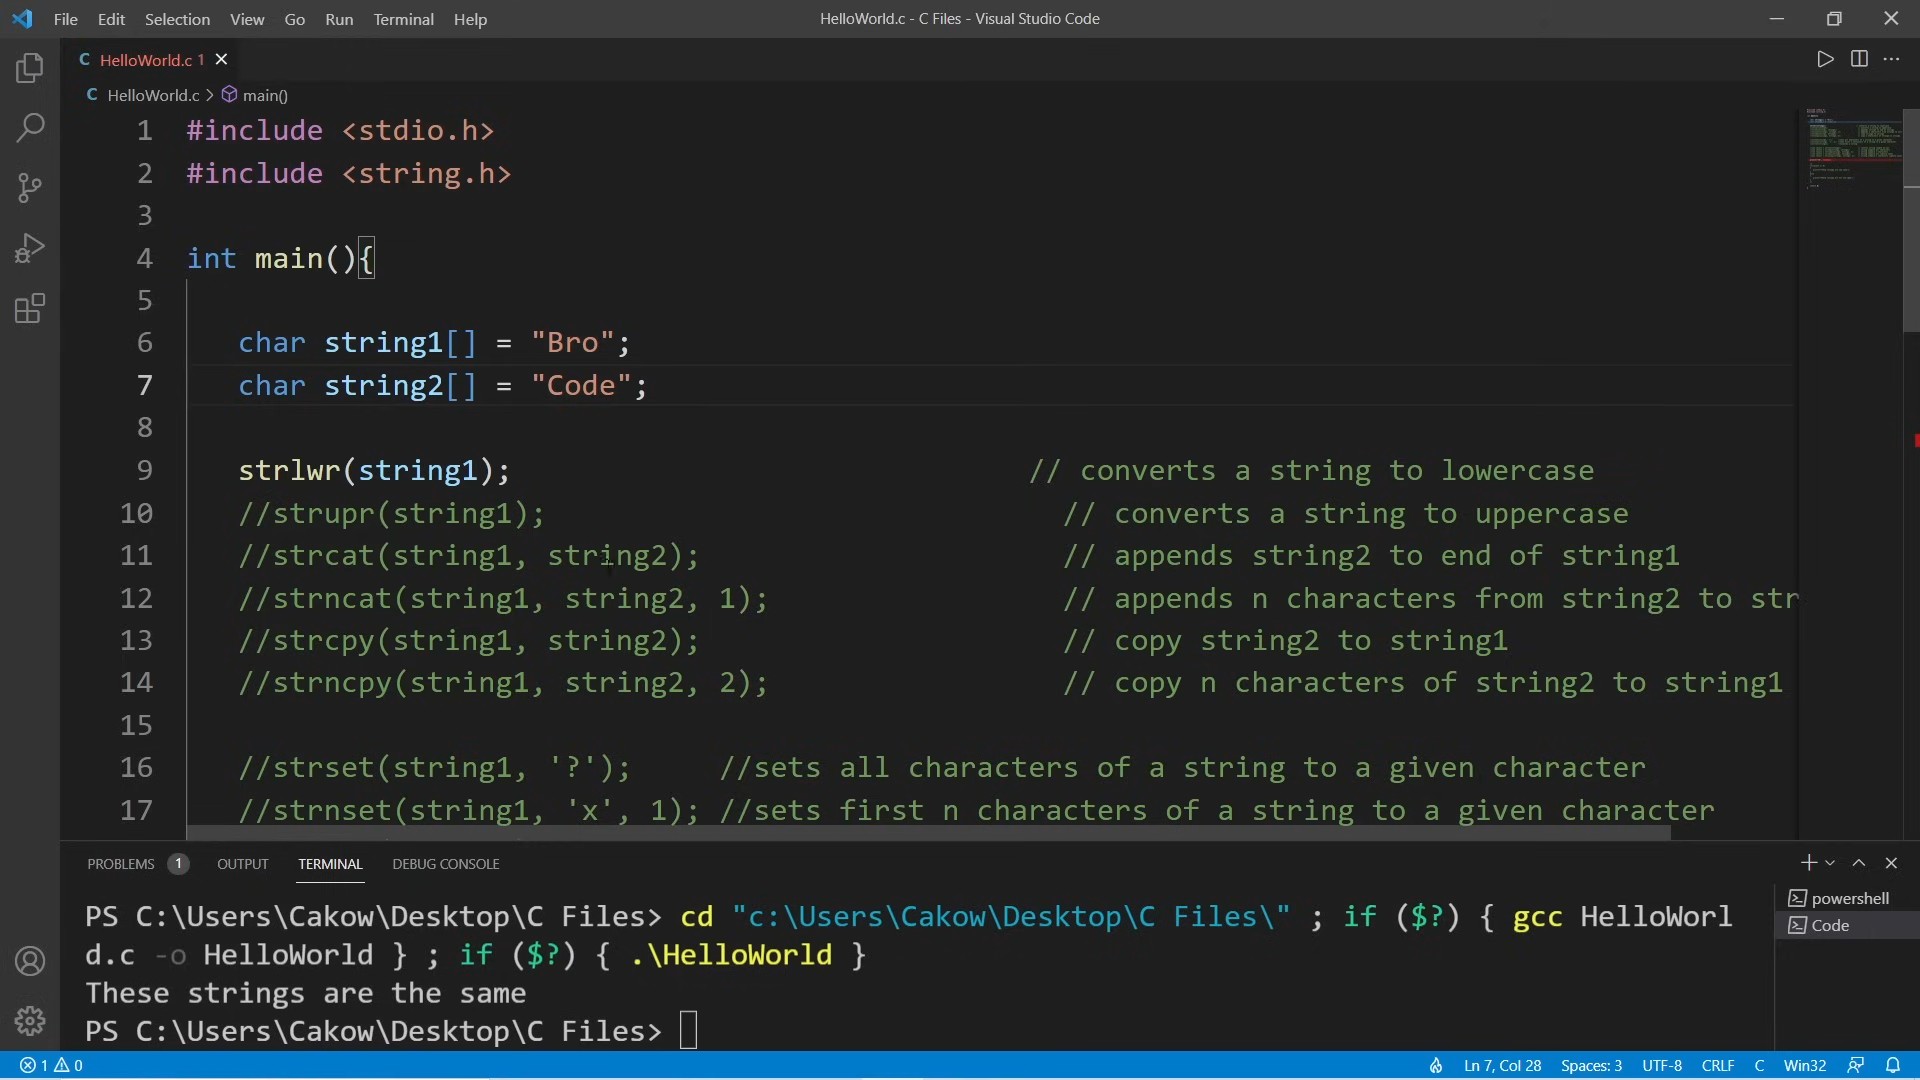 File Edit Selection View Go Run Terminal Help HelloWorld.c - C Files - Visual Studio Code
C HelloWorld.c 1
C HelloWorld.c > main()
1 #include <stdio.h>
2 #include <string.h>
3
4 int main(){
5
6 char string1[] = "Bro";
7 char string2[] = "Code";
8
9 strlwr(string1); // converts a string to lowercase
10 //strupr(string1); // converts a string to uppercase
11 //strcat(string1, string2); // appends string2 to end of string1
12 //strncat(string1, string2, 1); // appends n characters from string2 to str
13 //strcpy(string1, string2); // copy string2 to string1
14 //strncpy(string1, string2, 2); // copy n characters of string2 to string1
15
16 //strset(string1, '?'); //sets all characters of a string to a given character
17 //strnset(string1, 'x', 1); //sets first n characters of a string to a given character
PROBLEMS 1 OUTPUT TERMINAL DEBUG CONSOLE
powershell
Code
PS C:\Users\Cakow\Desktop\C Files> cd "c:\Users\Cakow\Desktop\C Files\" ; if ($?) { gcc HelloWorl
d.c -o HelloWorld } ; if ($?) { .\HelloWorld }
These strings are the same
PS C:\Users\Cakow\Desktop\C Files>
1 0 Ln 7, Col 28 Spaces: 3 UTF-8 CRLF C Win32